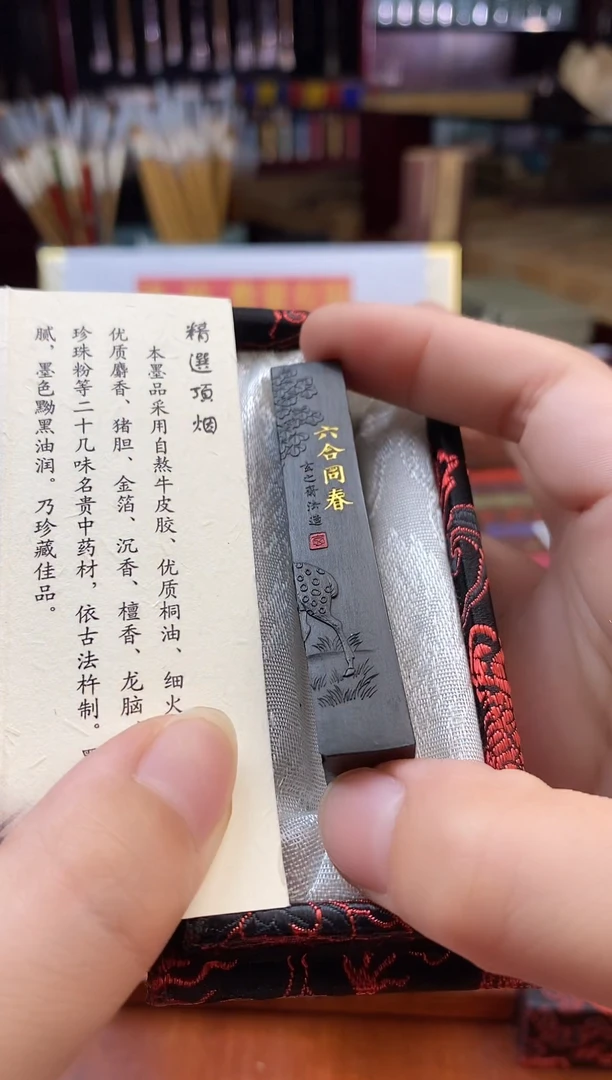 精選頂烟
本墨品采用自熬牛皮胶、优质桐油、细火
优质麝香、猪胆、金箔、沉香、檀香、龙脑
珍珠粉等二十几味名贵中药材，依古法杵制。
腻，墨色黝黑油润。乃珍藏佳品。
六合同春
玄之齋